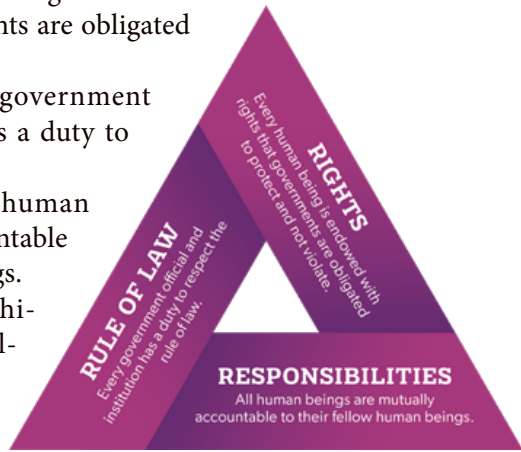 nts are obligated
government
s a duty to
human
ntable
gs.
hi-
l-
RIGHTS
Every human being is endowed with
rights that governments are obligated
to protect and not violate.
RULE OF LAW
Every government official and
institution has a duty to respect the
rule of law.
RESPONSIBILITIES
All human beings are mutually
accountable to their fellow human beings.